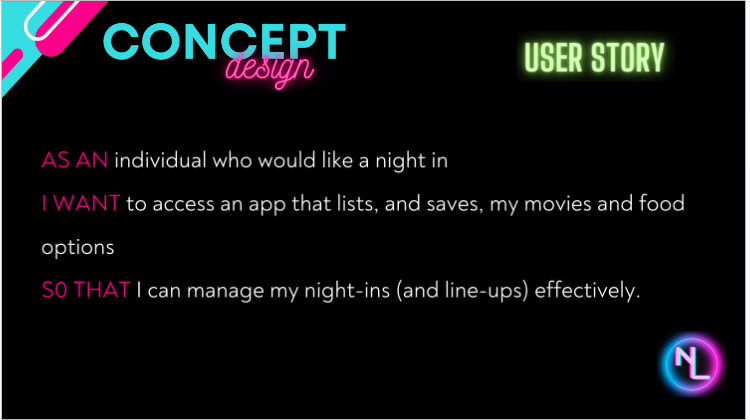 CONCEPT
design
USER STORY
AS AN individual who would like a night in
I WANT to access an app that lists, and saves, my movies and food
options
S0 THAT I can manage my night-ins (and line-ups) effectively.
NL